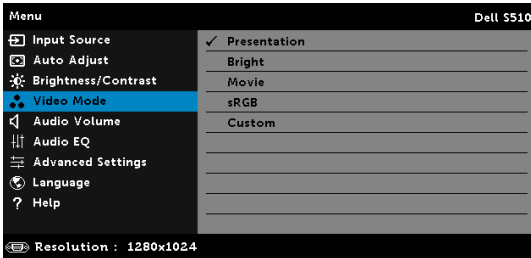 Menu Dell S510
Input Source
Auto Adjust
Brightness/Contrast
Video Mode
Audio Volume
Audio EQ
Advanced Settings
Language
? Help
✓ Presentation
Bright
Movie
sRGB
Custom
Resolution : 1280x1024